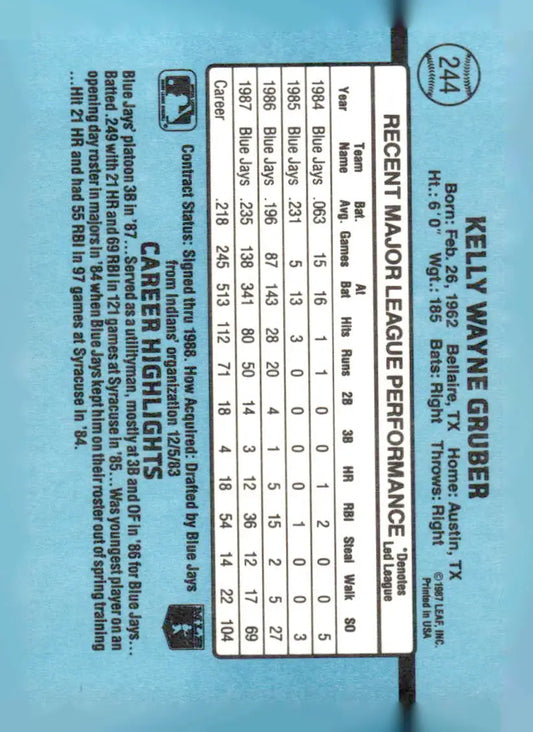 244
KELLY WAYNE GRUBER
Born: Feb. 26, 1962 Bellaire, TX Home: Austin, TX
Ht.: 6'0" Wgt.: 185 Bats: Right Throws: Right
©1987 LEAF, INC.
Printed in USA
RECENT MAJOR LEAGUE PERFORMANCE *Denotes Led League
Year Team Name Bat. Avg. Games At Bat Hits Runs 2B 3B HR RBI Steal Walk SO
1984 Blue Jays .063 15 16 1 1 0 0 1 2 0 0 5
1985 Blue Jays .231 5 13 3 0 0 0 0 1 0 0 3
1986 Blue Jays .196 87 143 28 20 4 1 5 15 2 5 27
1987 Blue Jays .235 138 341 80 50 14 3 12 36 12 17 69
Career .218 245 513 112 71 18 4 18 54 14 22 104
Contract Status: Signed thru 1988. How Acquired: Drafted by Blue Jays
from Indians' organization 12/5/83
CAREER HIGHLIGHTS
Blue Jays' platoon 3B in '87... Served as a utilityman, mostly at 3B and OF in '86 for Blue Jays...
Batted .249 with 21 HR and 69 RBI in 121 games at Syracuse in '85... Was youngest player on an
opening day roster in majors in '84 when Blue Jays kept him on their roster out of spring training
...Hit 21 HR and had 55 RBI in 97 games at Syracuse in '84.